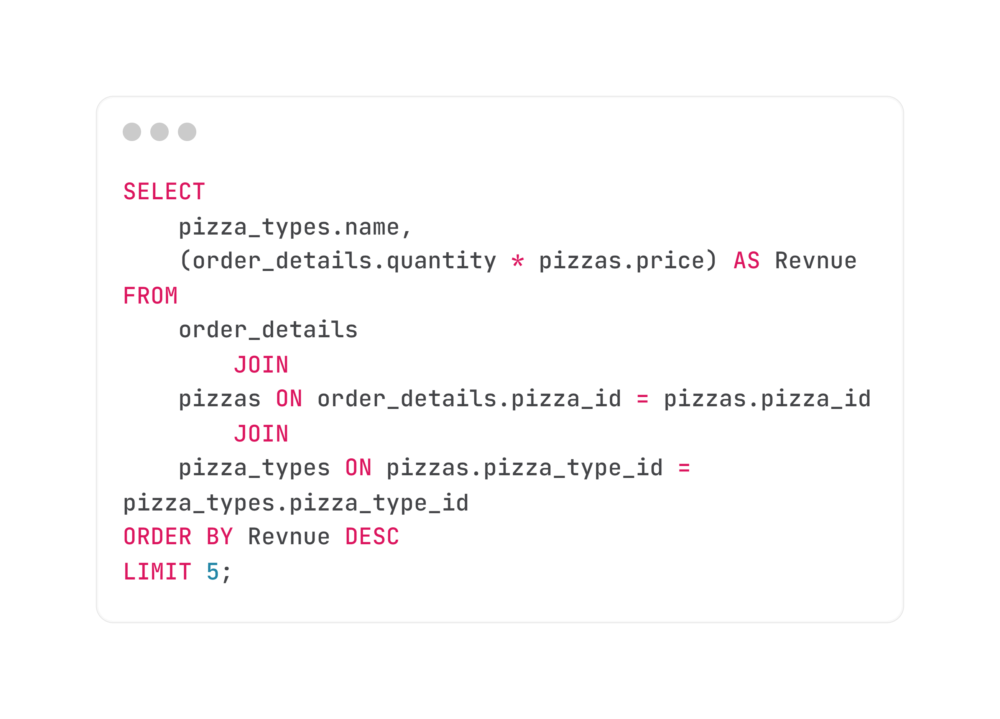 SELECT
    pizza_types.name,
    (order_details.quantity * pizzas.price) AS Revnue
FROM
    order_details
        JOIN
    pizzas ON order_details.pizza_id = pizzas.pizza_id
        JOIN
    pizza_types ON pizzas.pizza_type_id =
pizza_types.pizza_type_id
ORDER BY Revnue DESC
LIMIT 5;